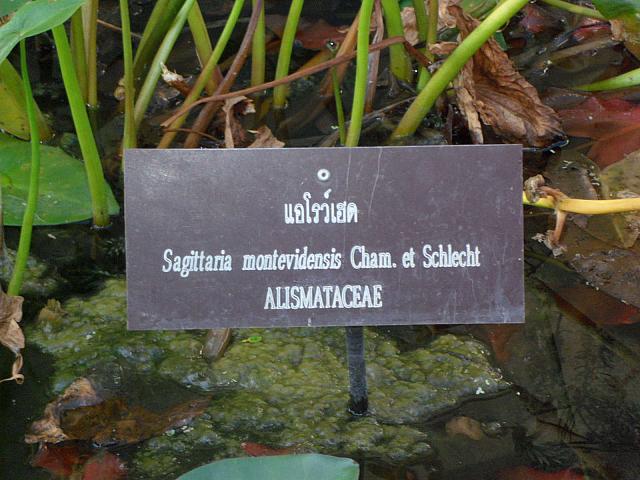 แอโรว์เฮด
Sagittaria montevidensis Cham. et Schlecht
ALISMATACEAE